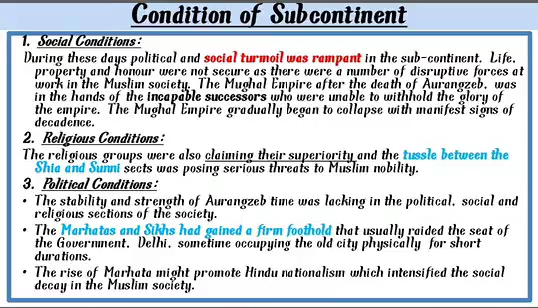 Condition of Subcontinent
1. Social Conditions:
During these days political and social turmoil was rampant in the sub-continent. Life,
property and honour were not secure as there were a number of disruptive forces at
work in the Muslim society. The Mughal Empire after the death of Aurangzeb, was
in the hands of the incapable successors who were unable to withhold the glory of
the empire. The Mughal Empire gradually began to collapse with manifest signs of
decadence.
2. Religious Conditions:
The religious groups were also claiming their superiority and the tussle between the
Shia and Sunni sects was posing serious threats to Muslim nobility.
3. Political Conditions:
• The stability and strength of Aurangzeb time was lacking in the political, social and
religious sections of the society.
• The Marhatas and Sikhs had gained a firm foothold that usually raided the seat of
the Government, Delhi, sometime occupying the old city physically for short
durations.
• The rise of Marhata might promote Hindu nationalism which intensified the social
decay in the Muslim society.